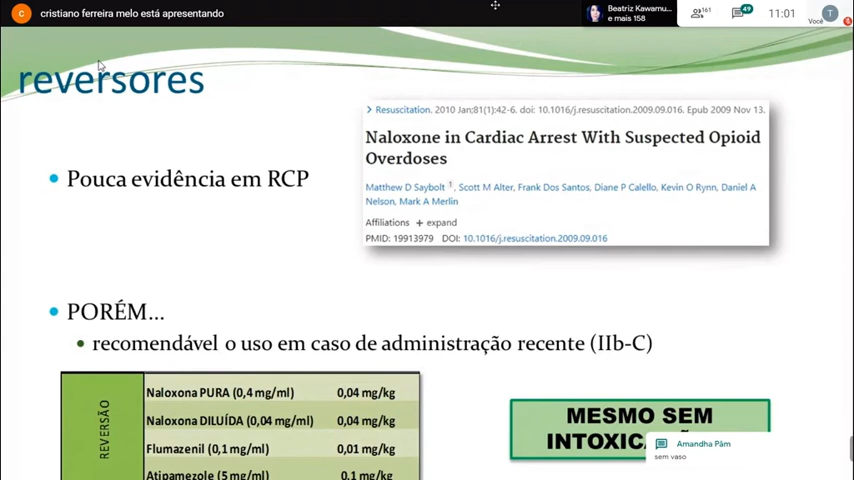 C cristiano ferreira melo está apresentando
Beatriz Kawamu...
e mais 158
161
49
11:01
T
Você
reversores
Resuscitation. 2010 Jan;81(1):42-6. doi: 10.1016/j.resuscitation.2009.09.016. Epub 2009 Nov 13.
Naloxone in Cardiac Arrest With Suspected Opioid
Overdoses
Matthew D Saybolt 1, Scott M Alter, Frank Dos Santos, Diane P Calello, Kevin O Rynn, Daniel A
Nelson, Mark A Merlin
Affiliations + expand
PMID: 19913979 DOI: 10.1016/j.resuscitation.2009.09.016
• Pouca evidência em RCP
• PORÉM...
• recomendável o uso em caso de administração recente (IIb-C)
REVERSÃO
Naloxona PURA (0,4 mg/ml) 0,04 mg/kg
Naloxona DILUÍDA (0,04 mg/ml) 0,04 mg/kg
Flumazenil (0,1 mg/ml) 0,01 mg/kg
Atipamezole (5 mg/ml) 0,1 mg/kg
MESMO SEM
Amandha Pâm
sem vaso